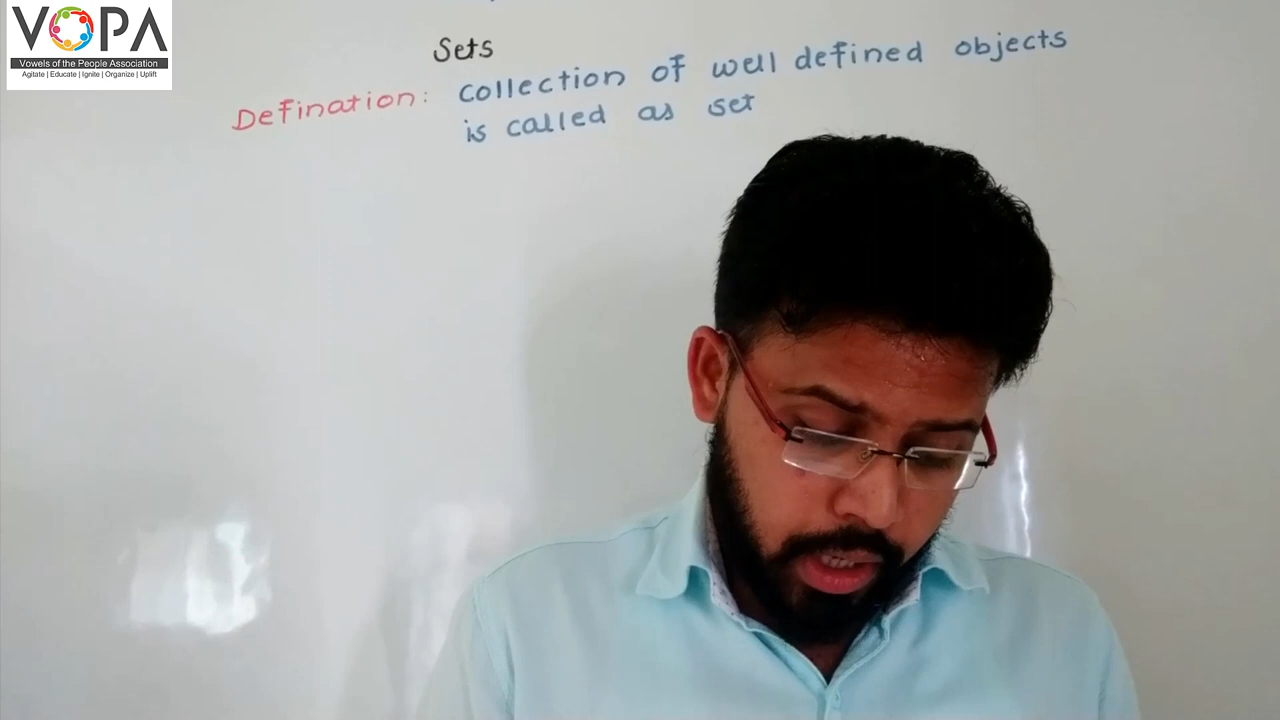 VOPA
Vowels of the People Association
Agitate | Educate | Ignite | Organize | Uplift
Sets
Defination: collection of well defined objects
is called as set